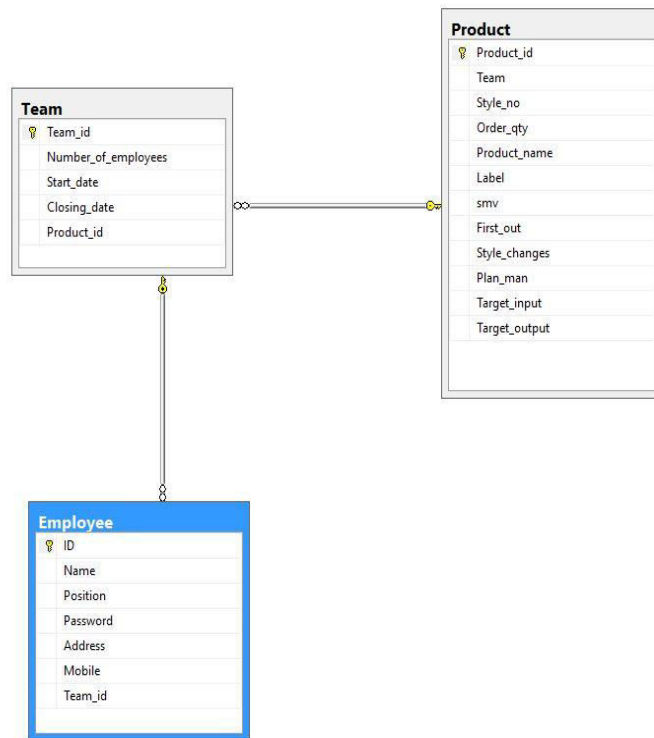 Product
Product_id
Team
Style_no
Order_qty
Product_name
Label
smv
First_out
Style_changes
Plan_man
Target_input
Target_output
Team
Team_id
Number_of_employees
Start_date
Closing_date
Product_id
Employee
ID
Name
Position
Password
Address
Mobile
Team_id